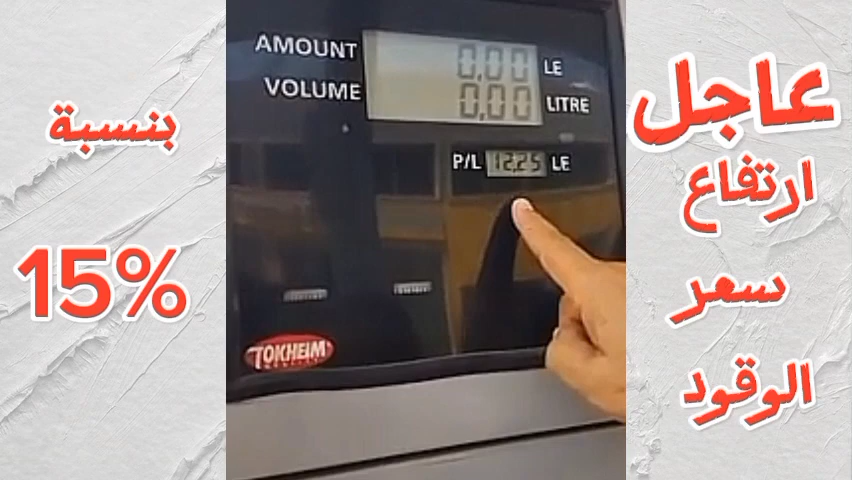 عاجل
ارتفاع
سعر
الوقود
بنسبة
15%
AMOUNT 0,00 LE
VOLUME 0,00 LITRE
P/L 12,25 LE
TOKHEIM